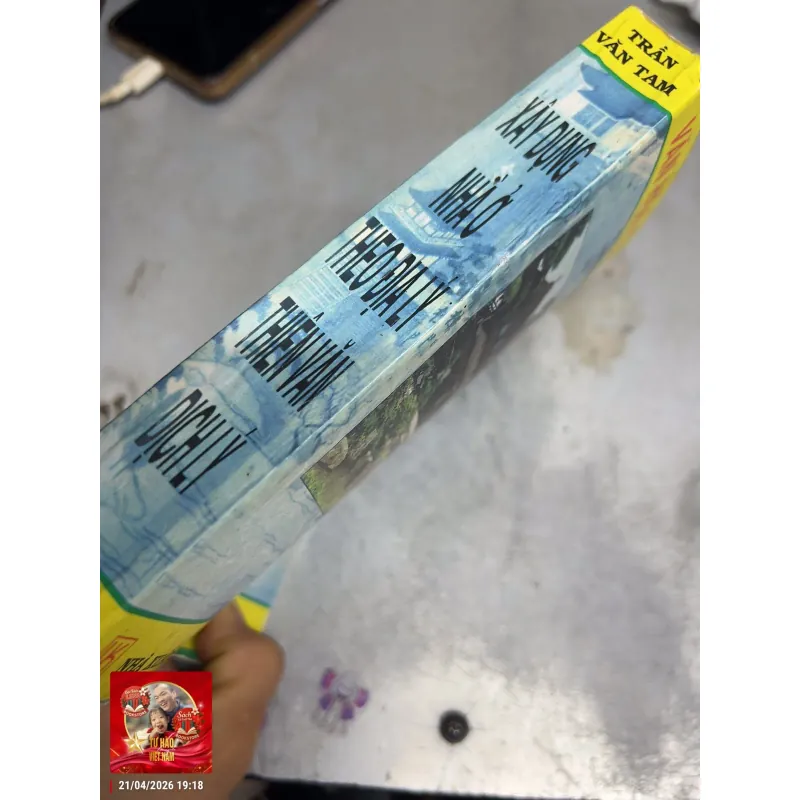 TRẦN
VĂN TAM
XÂY DỰNG
NHÀ Ở
THEO ĐỊA LÝ
THIÊN VĂN
DỊCH LÝ
NHÀ
TỰ HÀO
VIỆT NAM
21/04/2026 19:18